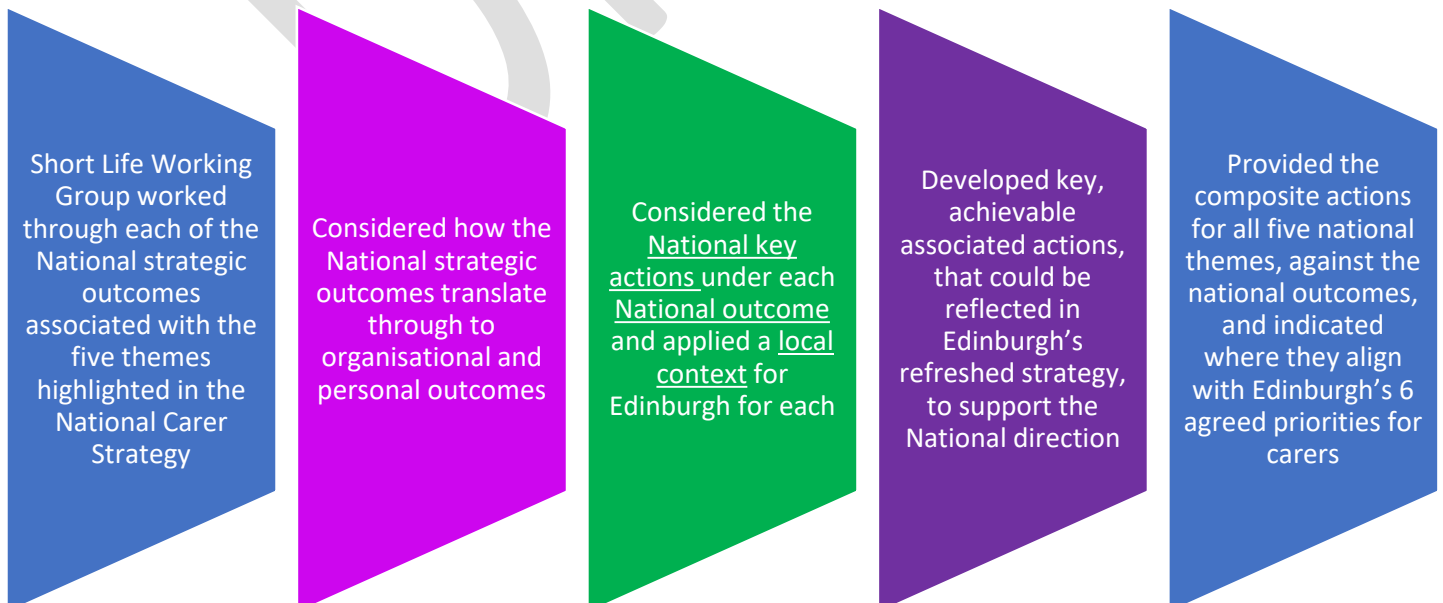 Short Life Working
Group worked
through each of the
National strategic
outcomes
associated with the
five themes
highlighted in the
National Carer
Strategy
Considered how the
National strategic
outcomes translate
through to
organisational and
personal outcomes
Considered the
National key
actions under each
National outcome
and applied a local
context for
Edinburgh for each
Developed key,
achievable
associated actions,
that could be
reflected in
Edinburgh’s
refreshed strategy,
to support the
National direction
Provided the
composite actions
for all five national
themes, against the
national outcomes,
and indicated
where they align
with Edinburgh’s 6
agreed priorities for
carers